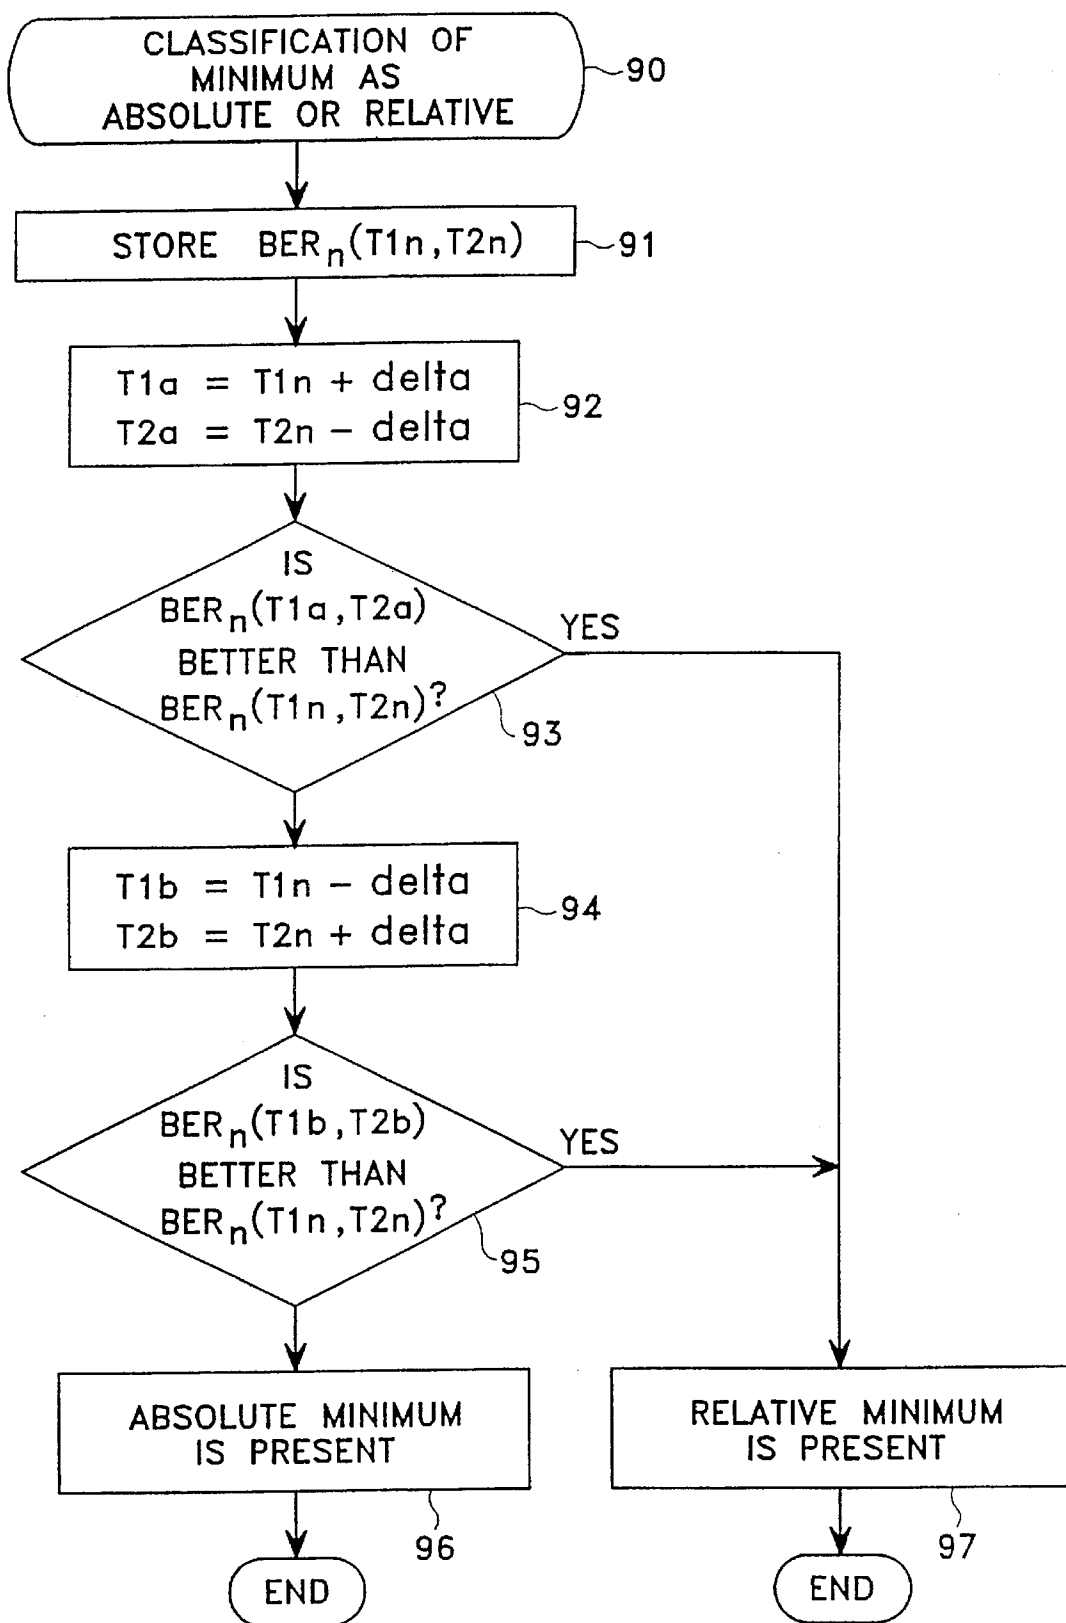 CLASSIFICATION OF
MINIMUM AS
ABSOLUTE OR RELATIVE
90
STORE BERn(T1n,T2n)
91
T1a = T1n + delta
T2a = T2n - delta
92
IS
BERn(T1a,T2a)
BETTER THAN
BERn(T1n,T2n)?
YES
93
T1b = T1n - delta
T2b = T2n + delta
94
IS
BERn(T1b,T2b)
BETTER THAN
BERn(T1n,T2n)?
YES
95
ABSOLUTE MINIMUM
IS PRESENT
96
RELATIVE MINIMUM
IS PRESENT
97
END
END